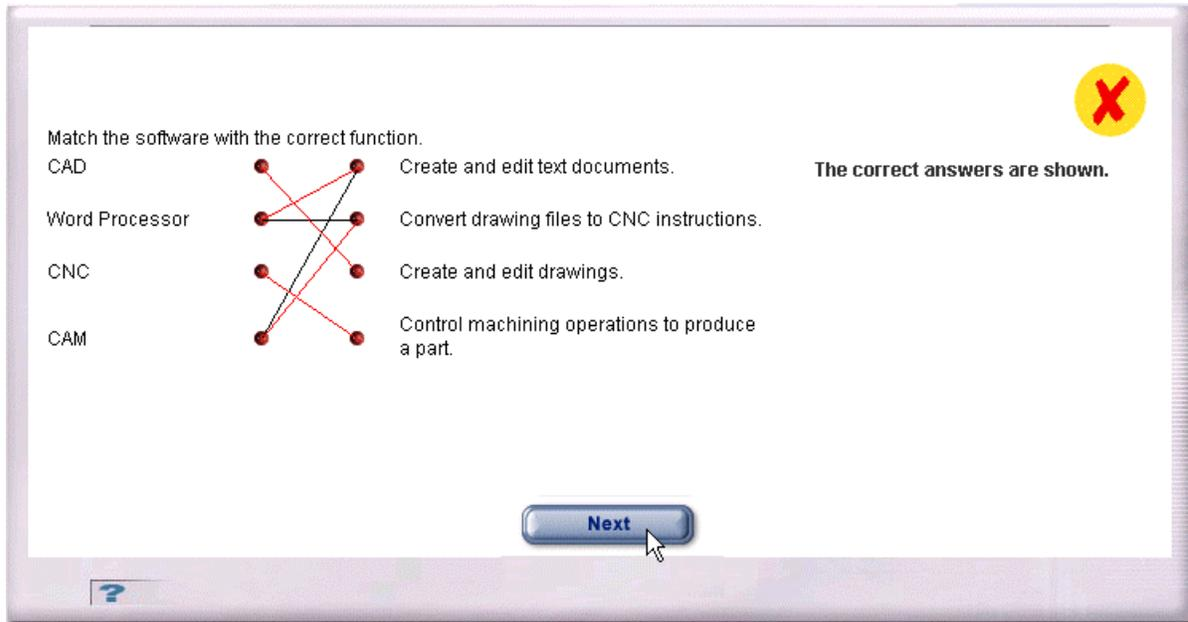 Match the software with the correct function.
CAD
Create and edit text documents.
The correct answers are shown.
Word Processor
Convert drawing files to CNC instructions.
CNC
Create and edit drawings.
CAM
Control machining operations to produce
a part.
Next
?